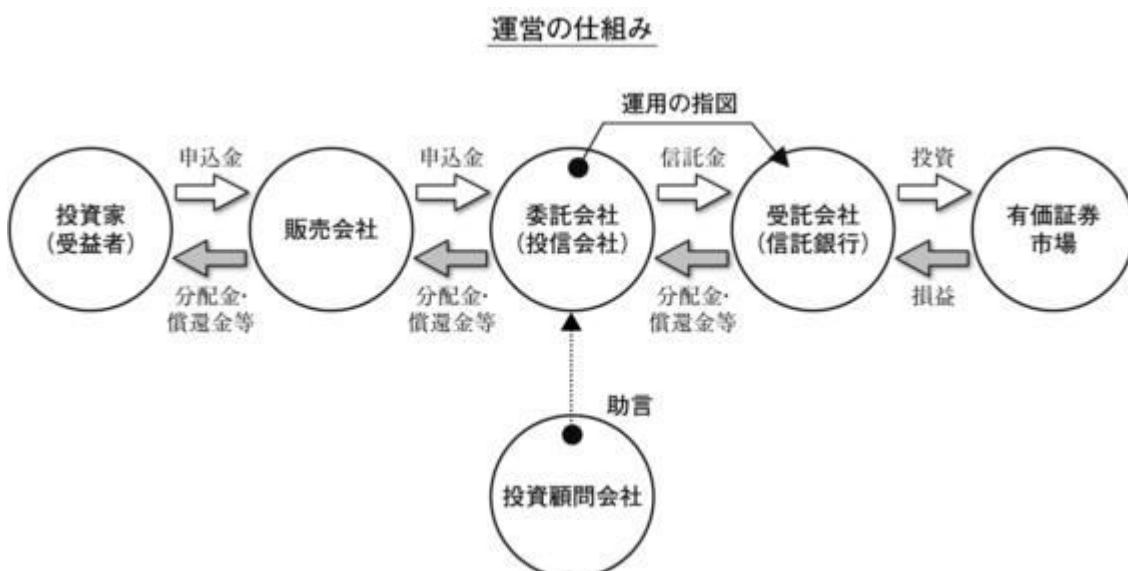 運営の仕組み
運用の指図
申込金
申込金
信託金
投資
投資家
(受益者)
販売会社
委託会社
(投信会社)
受託会社
(信託銀行)
有価証券
市場
分配金・
償還金等
分配金・
償還金等
分配金・
償還金等
損益
助言
投資顧問会社